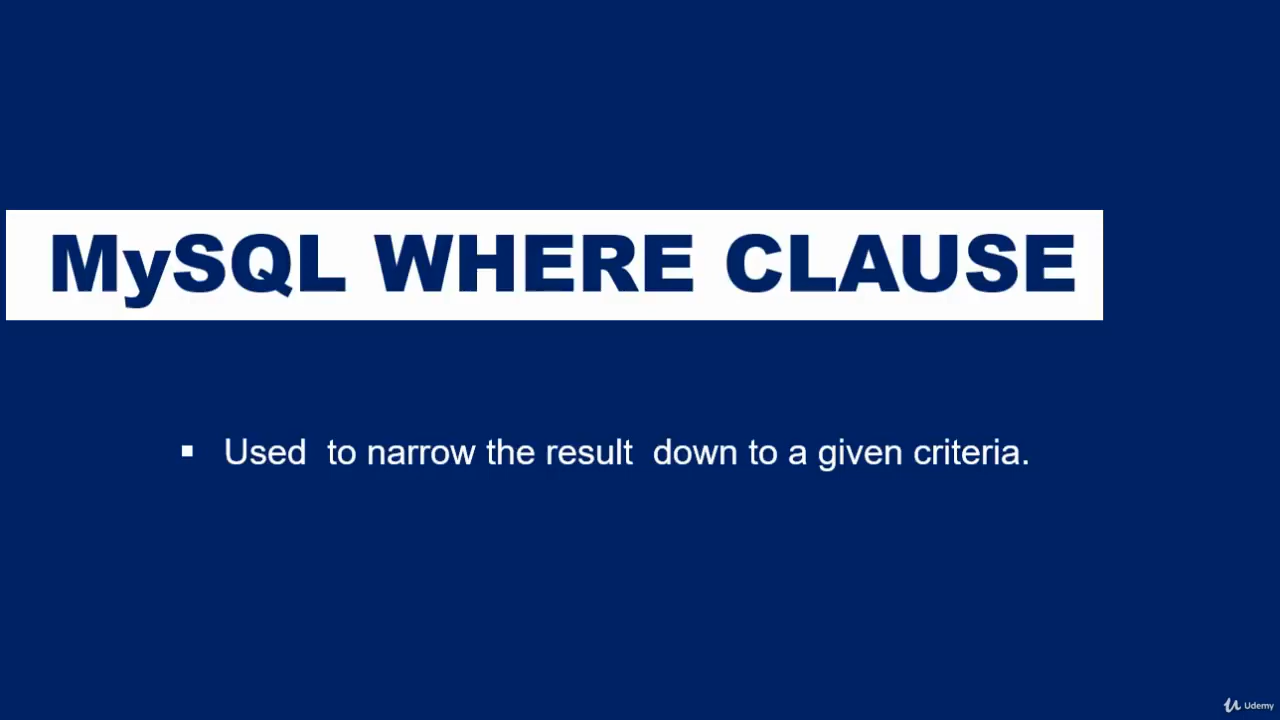 MySQL WHERE CLAUSE
▪ Used to narrow the result down to a given criteria.
Udemy